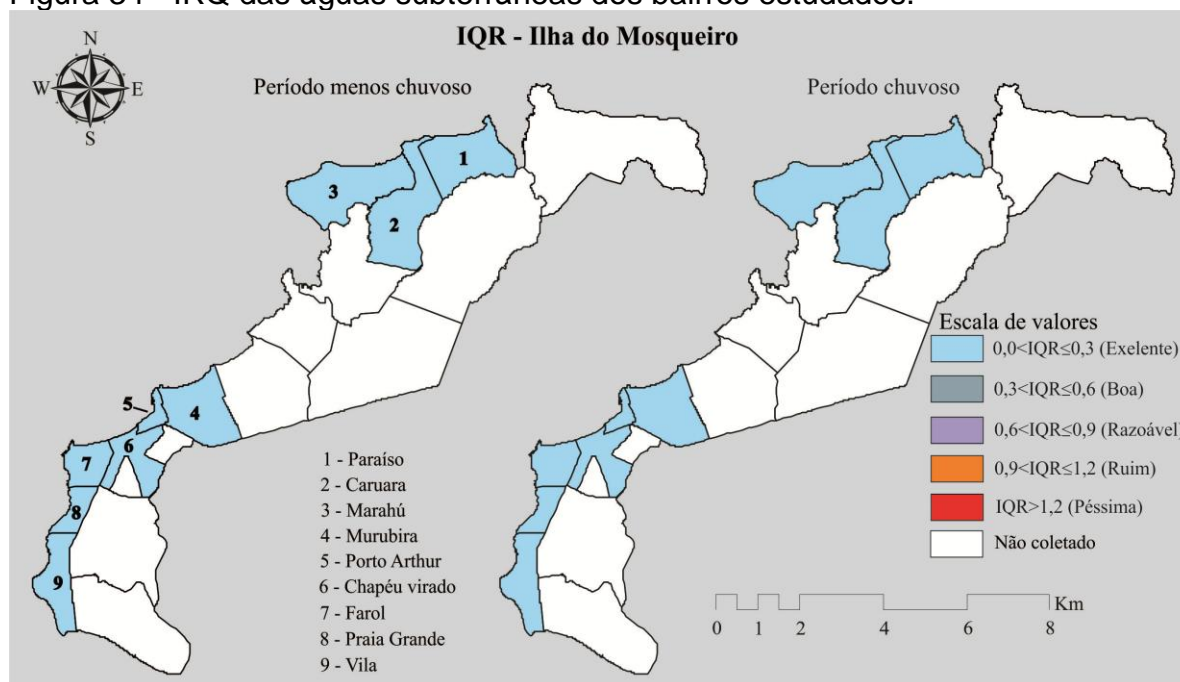 Figura 54 - IRQ das águas subterrâneas dos bairros estudados.
IQR - Ilha do Mosqueiro
N
W
E
S
Período menos chuvoso
Período chuvoso
1
3
2
5
4
6
7
8
9
1 - Paraíso
2 - Caruara
3 - Marahú
4 - Murubira
5 - Porto Arthur
6 - Chapéu virado
7 - Farol
8 - Praia Grande
9 - Vila
Escala de valores
0,0<IQR≤0,3 (Exelente)
0,3<IQR≤0,6 (Boa)
0,6<IQR≤0,9 (Razoável)
0,9<IQR≤1,2 (Ruim)
IQR>1,2 (Péssima)
Não coletado
Km
0 1 2 4 6 8